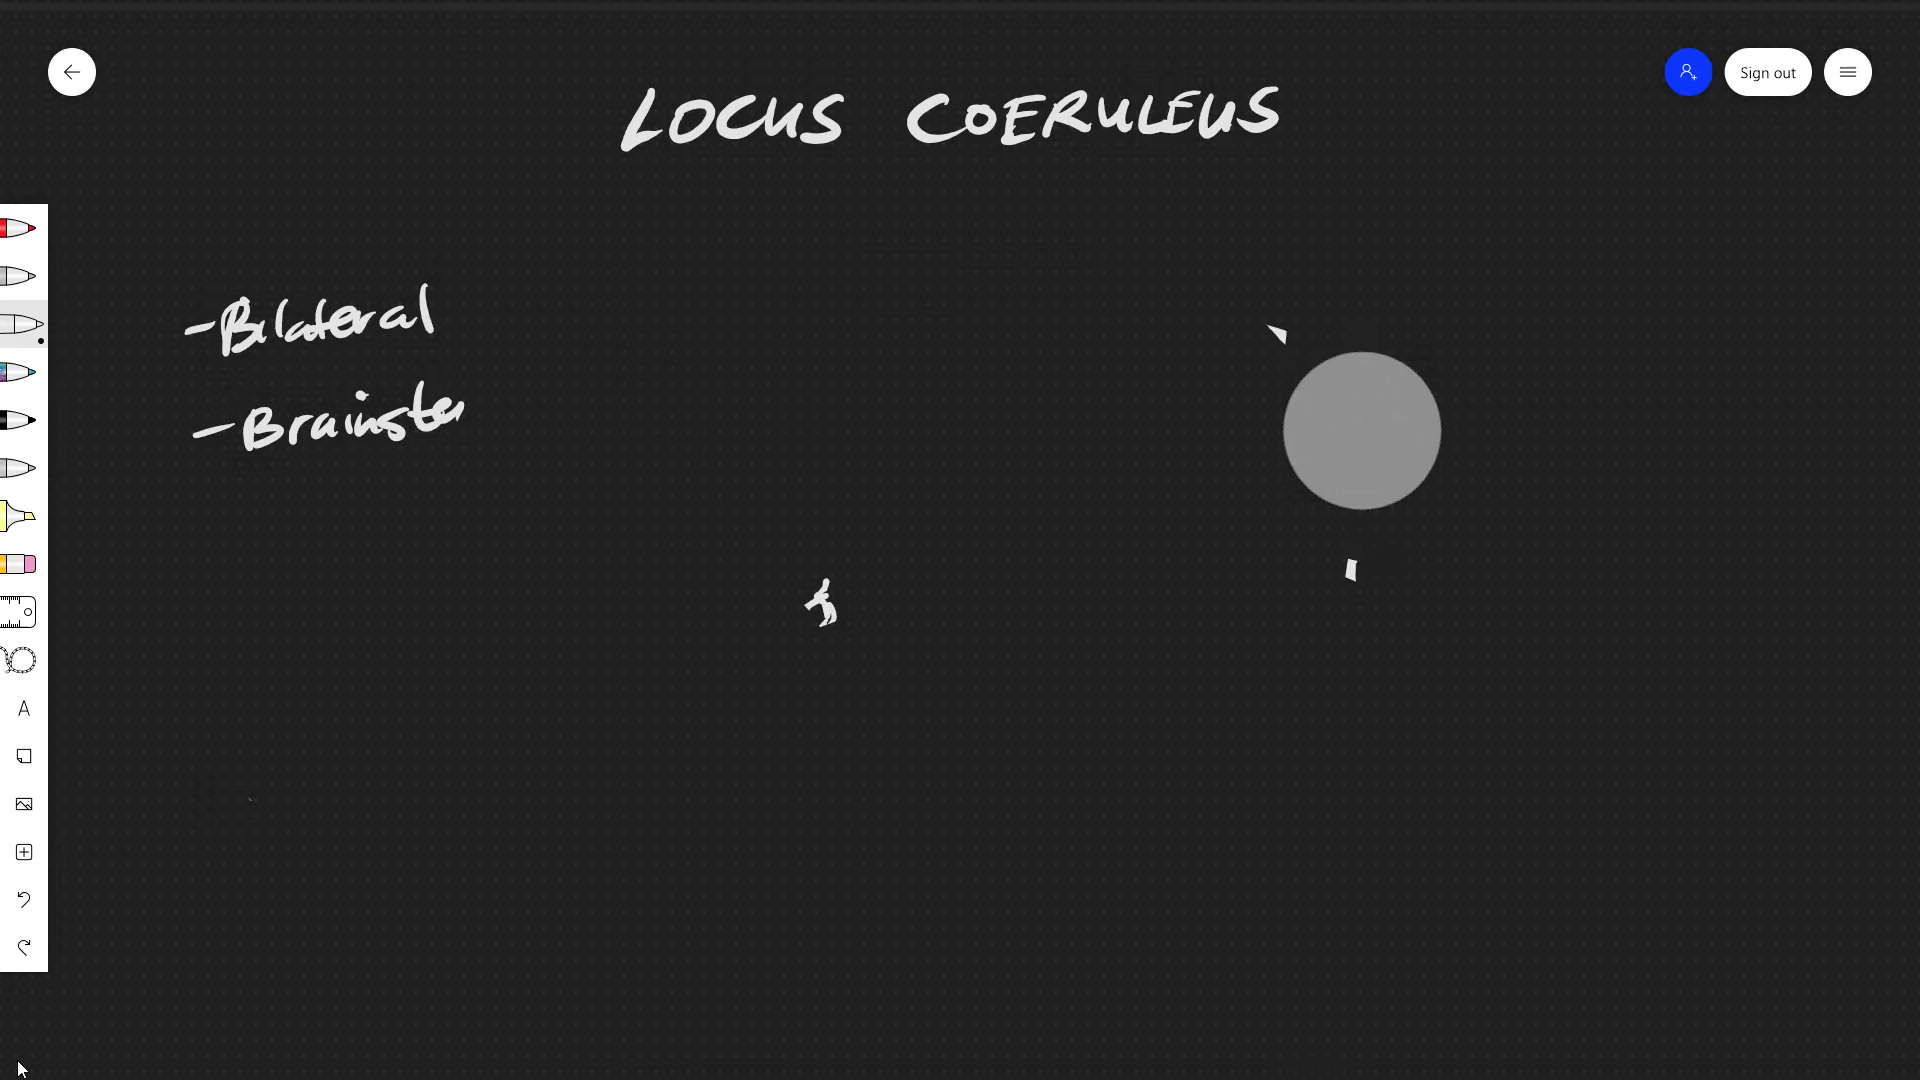 LOCUS COERULEUS
Sign out
- Bilateral
- Brainste
A